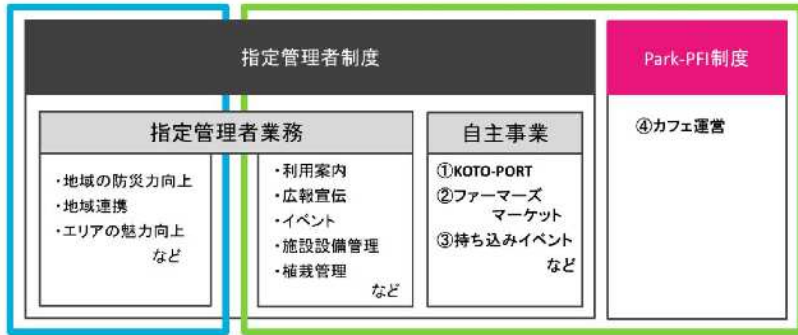 指定管理者制度
Park-PFI制度
指定管理者業務
・地域の防災力向上
・地域連携
・エリアの魅力向上
など
・利用案内
・広報宣伝
・イベント
・施設設備管理
・植栽管理
など
自主事業
①KOTO-PORT
②ファーマーズ
マーケット
③持ち込みイベント
など
④カフェ運営